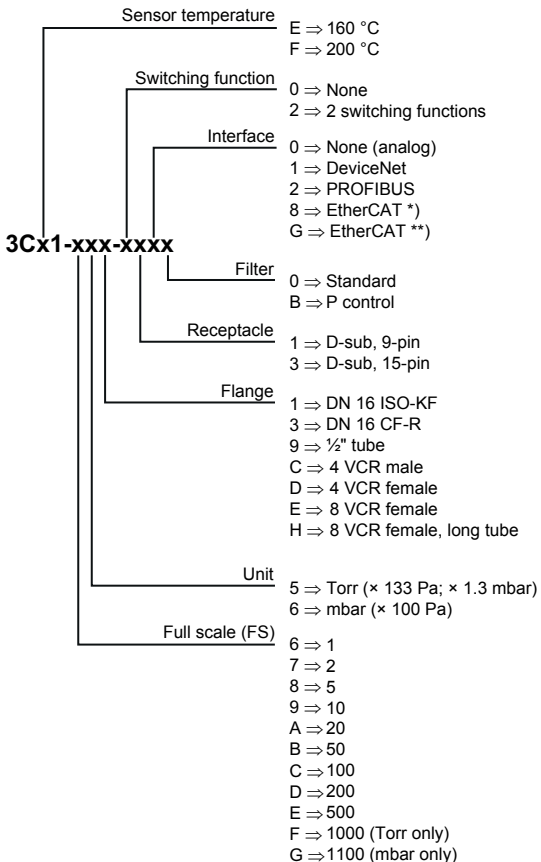 Sensor temperature
E ⇒ 160 °C
F ⇒ 200 °C
Switching function
0 ⇒ None
2 ⇒ 2 switching functions
Interface
0 ⇒ None (analog)
1 ⇒ DeviceNet
2 ⇒ PROFIBUS
8 ⇒ EtherCAT *)
G ⇒ EtherCAT **)
3Cx1-xxx-xxxx
Filter
0 ⇒ Standard
B ⇒ P control
Receptacle
1 ⇒ D-sub, 9-pin
3 ⇒ D-sub, 15-pin
Flange
1 ⇒ DN 16 ISO-KF
3 ⇒ DN 16 CF-R
9 ⇒ ½" tube
C ⇒ 4 VCR male
D ⇒ 4 VCR female
E ⇒ 8 VCR female
H ⇒ 8 VCR female, long tube
Unit
5 ⇒ Torr (× 133 Pa; × 1.3 mbar)
6 ⇒ mbar (× 100 Pa)
Full scale (FS)
6 ⇒ 1
7 ⇒ 2
8 ⇒ 5
9 ⇒ 10
A ⇒ 20
B ⇒ 50
C ⇒ 100
D ⇒ 200
E ⇒ 500
F ⇒ 1000 (Torr only)
G ⇒ 1100 (mbar only)